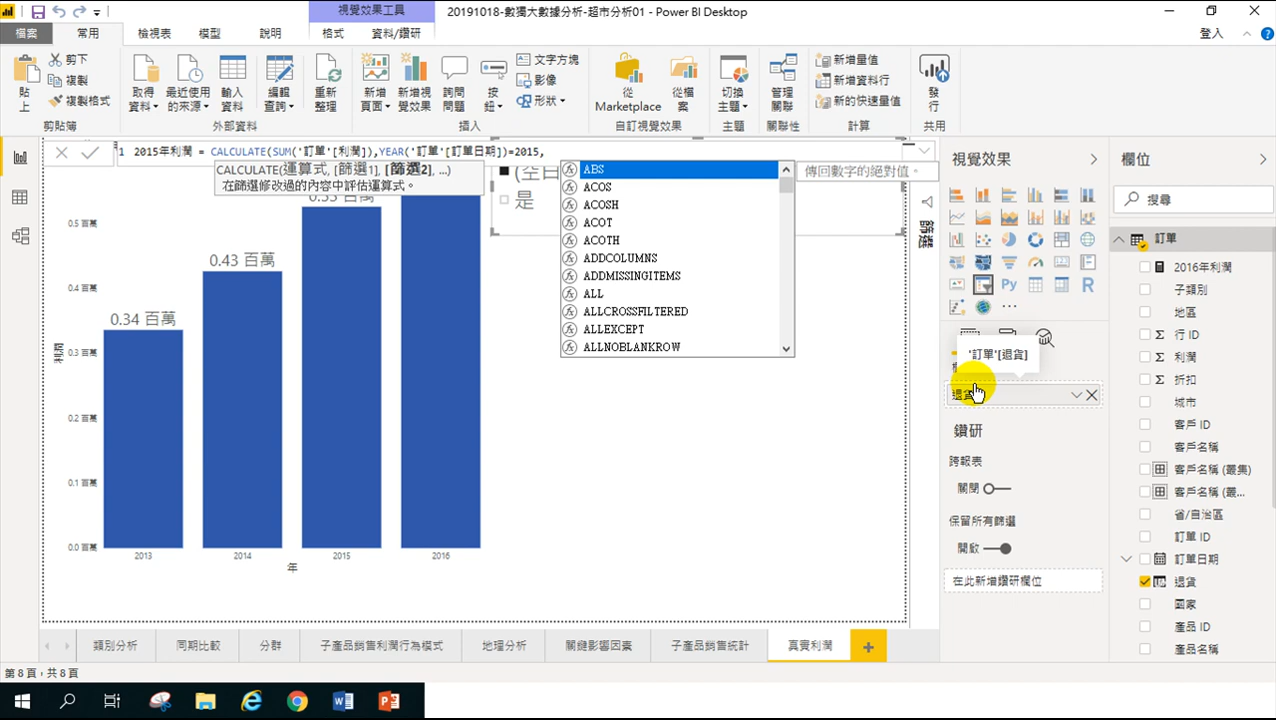 20191018-數獨大數據分析-超市分析01 - Power BI Desktop
視覺效果工具
檔案
常用
檢視表
模型
說明
格式
資料/鑽研
登入
貼上
剪下
複製
複製格式
剪貼簿
取得資料
最近使用的來源
輸入資料
外部資料
編輯查詢
重新整理
新增頁面
新增視覺效果
詢問問題
按鈕
文字方塊
影像
形狀
插入
從 Marketplace
從檔案
自訂視覺效果
切換主題
主題
管理關聯
關聯性
新增量值
新增資料行
新的快速量值
計算
發行
共用
1 2015年利潤 = CALCULATE(SUM('訂單'[利潤]),YEAR('訂單'[訂單日期])=2015,
CALCULATE(運算式, [篩選1], [篩選2], ...)
在篩選修改過的內容中評估運算式。
ABS
ACOS
ACOSH
ACOT
ACOTH
ADDCOLUMNS
ADDMISSINGITEMS
ALL
ALLCROSSFILTERED
ALLEXCEPT
ALLNOBLANKROW
傳回數字的絕對值。
是
0.5 百萬
0.4 百萬
0.3 百萬
0.2 百萬
0.1 百萬
0.0 百萬
利潤
0.34 百萬
0.43 百萬
2013
2014
2015
2016
年
篩選
視覺效果
'訂單'[退貨]
鑽研
跨報表
關閉
保留所有篩選
開啟
在此新增鑽研欄位
欄位
搜尋
訂單
2016年利潤
子類別
地區
行 ID
利潤
折扣
城市
客戶 ID
客戶名稱
客戶名稱 (叢集)
客戶名稱 (叢...
省/自治區
訂單 ID
訂單日期
退貨
國家
產品 ID
產品名稱
類別分析
同期比較
分群
子產品銷售利潤行為模式
地理分析
關鍵影響因素
子產品銷售統計
真實利潤
第 8 頁，共 8 頁